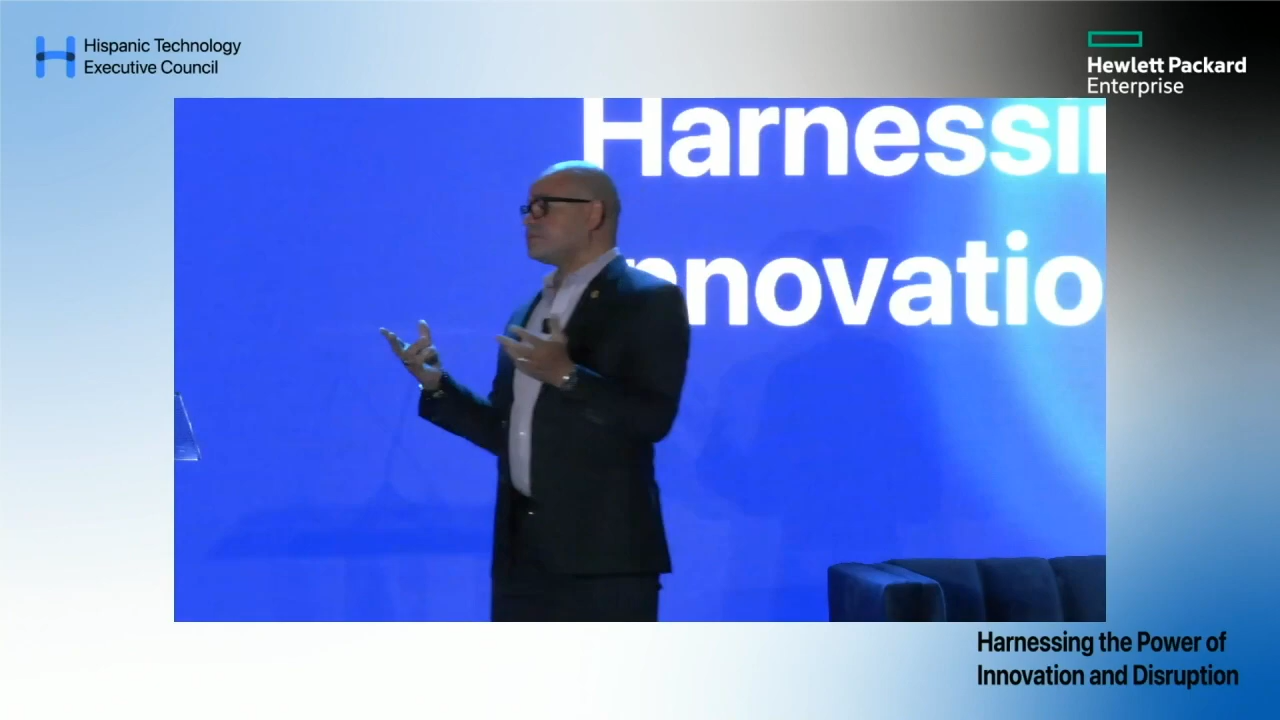 Hispanic Technology
Executive Council
Hewlett Packard
Enterprise
Harnessi
nnovatio
Harnessing the Power of
Innovation and Disruption